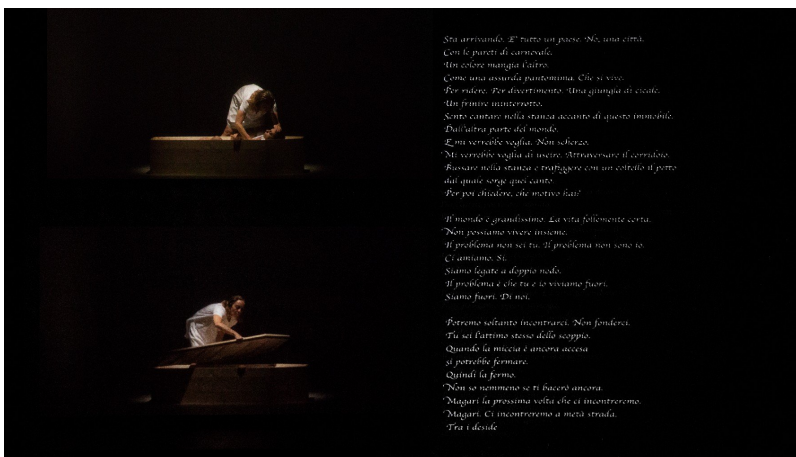 Sta arrivando. E' tutto un paese. No, una città.
Con le pareti di carnevale.
Un colore mangia l'altro.
Come una assurda pantomima. Che si vive.
Per ridere. Per divertimento. Una giungla di cicale.
Un frinire ininterrotto.
Sento cantare nella stanza accanto di questo immobile.
Dall'altra parte del mondo.
E mi verrebbe voglia. Non scherzo.
Mi verrebbe voglia di uscire. Attraversare il corridoio.
Bussare nella stanza e trafiggere con un coltello il petto
dal quale sorge quel canto.
Per poi chiedere, che motivo hai?
Il mondo è grandissimo. La vita follemente corta.
Non possiamo vivere insieme.
Il problema non sei tu. Il problema non sono io.
Ci amiamo. Si.
Siamo legate a doppio nodo.
Il problema è che tu e io viviamo fuori.
Siamo fuori. Di noi.
Potremo soltanto incontrarci. Non fonderci.
Tu sei l'attimo stesso dello scoppio.
Quando la miccia è ancora accesa
si potrebbe fermare.
Quindi la fermo.
Non so nemmeno se ti bacerò ancora.
Magari la prossima volta che ci incontreremo.
Magari. Ci incontreremo a metà strada.
Tra i deside